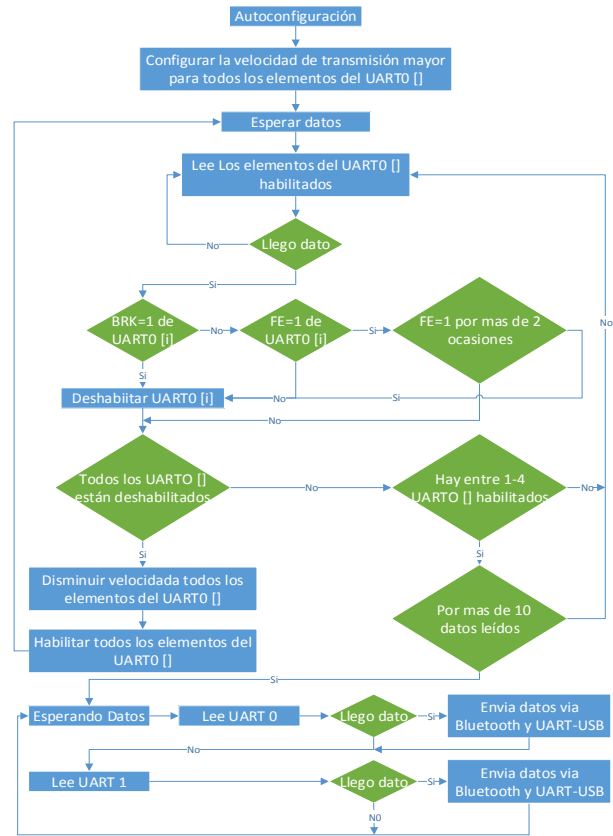 Autoconfiguración
Configurar la velocidad de transmisión mayor
para todos los elementos del UART0 []
Esperar datos
Lee Los elementos del UART0 []
habilitados
No
Llego dato
Si
BRK=1 de
UART0 [i]
No
FE=1 de
UART0 [i]
Si
FE=1 por mas de 2
ocasiones
No
Si
Deshabiitar UART0 [i]
No
Si
No
Todos los UARTO []
están deshabilitados
No
Hay entre 1-4
UARTO [] habilitados
No
Si
Si
Disminuir velocidada todos los
elementos del UART0 []
Por mas de 10
datos leídos
Habilitar todos los elementos del
UART0 []
Si
Esperando Datos
Lee UART 0
Llego dato
Si
Envia datos via
Bluetooth y UART-USB
No
Lee UART 1
Llego dato
Si
Envia datos via
Bluetooth y UART-USB
N0